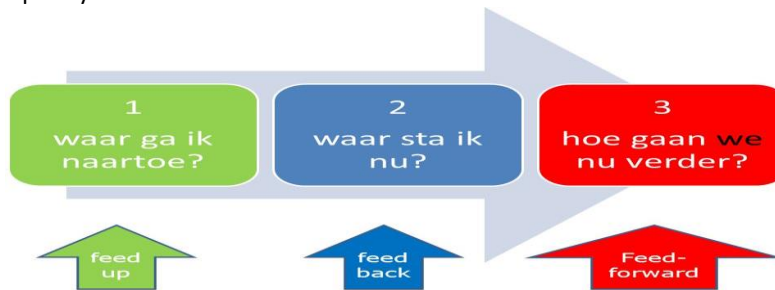 1
waar ga ik
naartoe?
2
waar sta ik
nu?
3
hoe gaan we
nu verder?
feed
up
feed
back
Feed-
forward